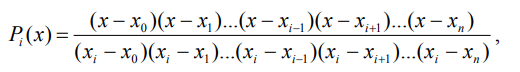 P_i(x) = \frac{(x - x_0)(x - x_1)...(x - x_{i-1})(x - x_{i+1})...(x - x_n)}{(x_i - x_0)(x_i - x_1)...(x_i - x_{i-1})(x_i - x_{i+1})...(x_i - x_n)},